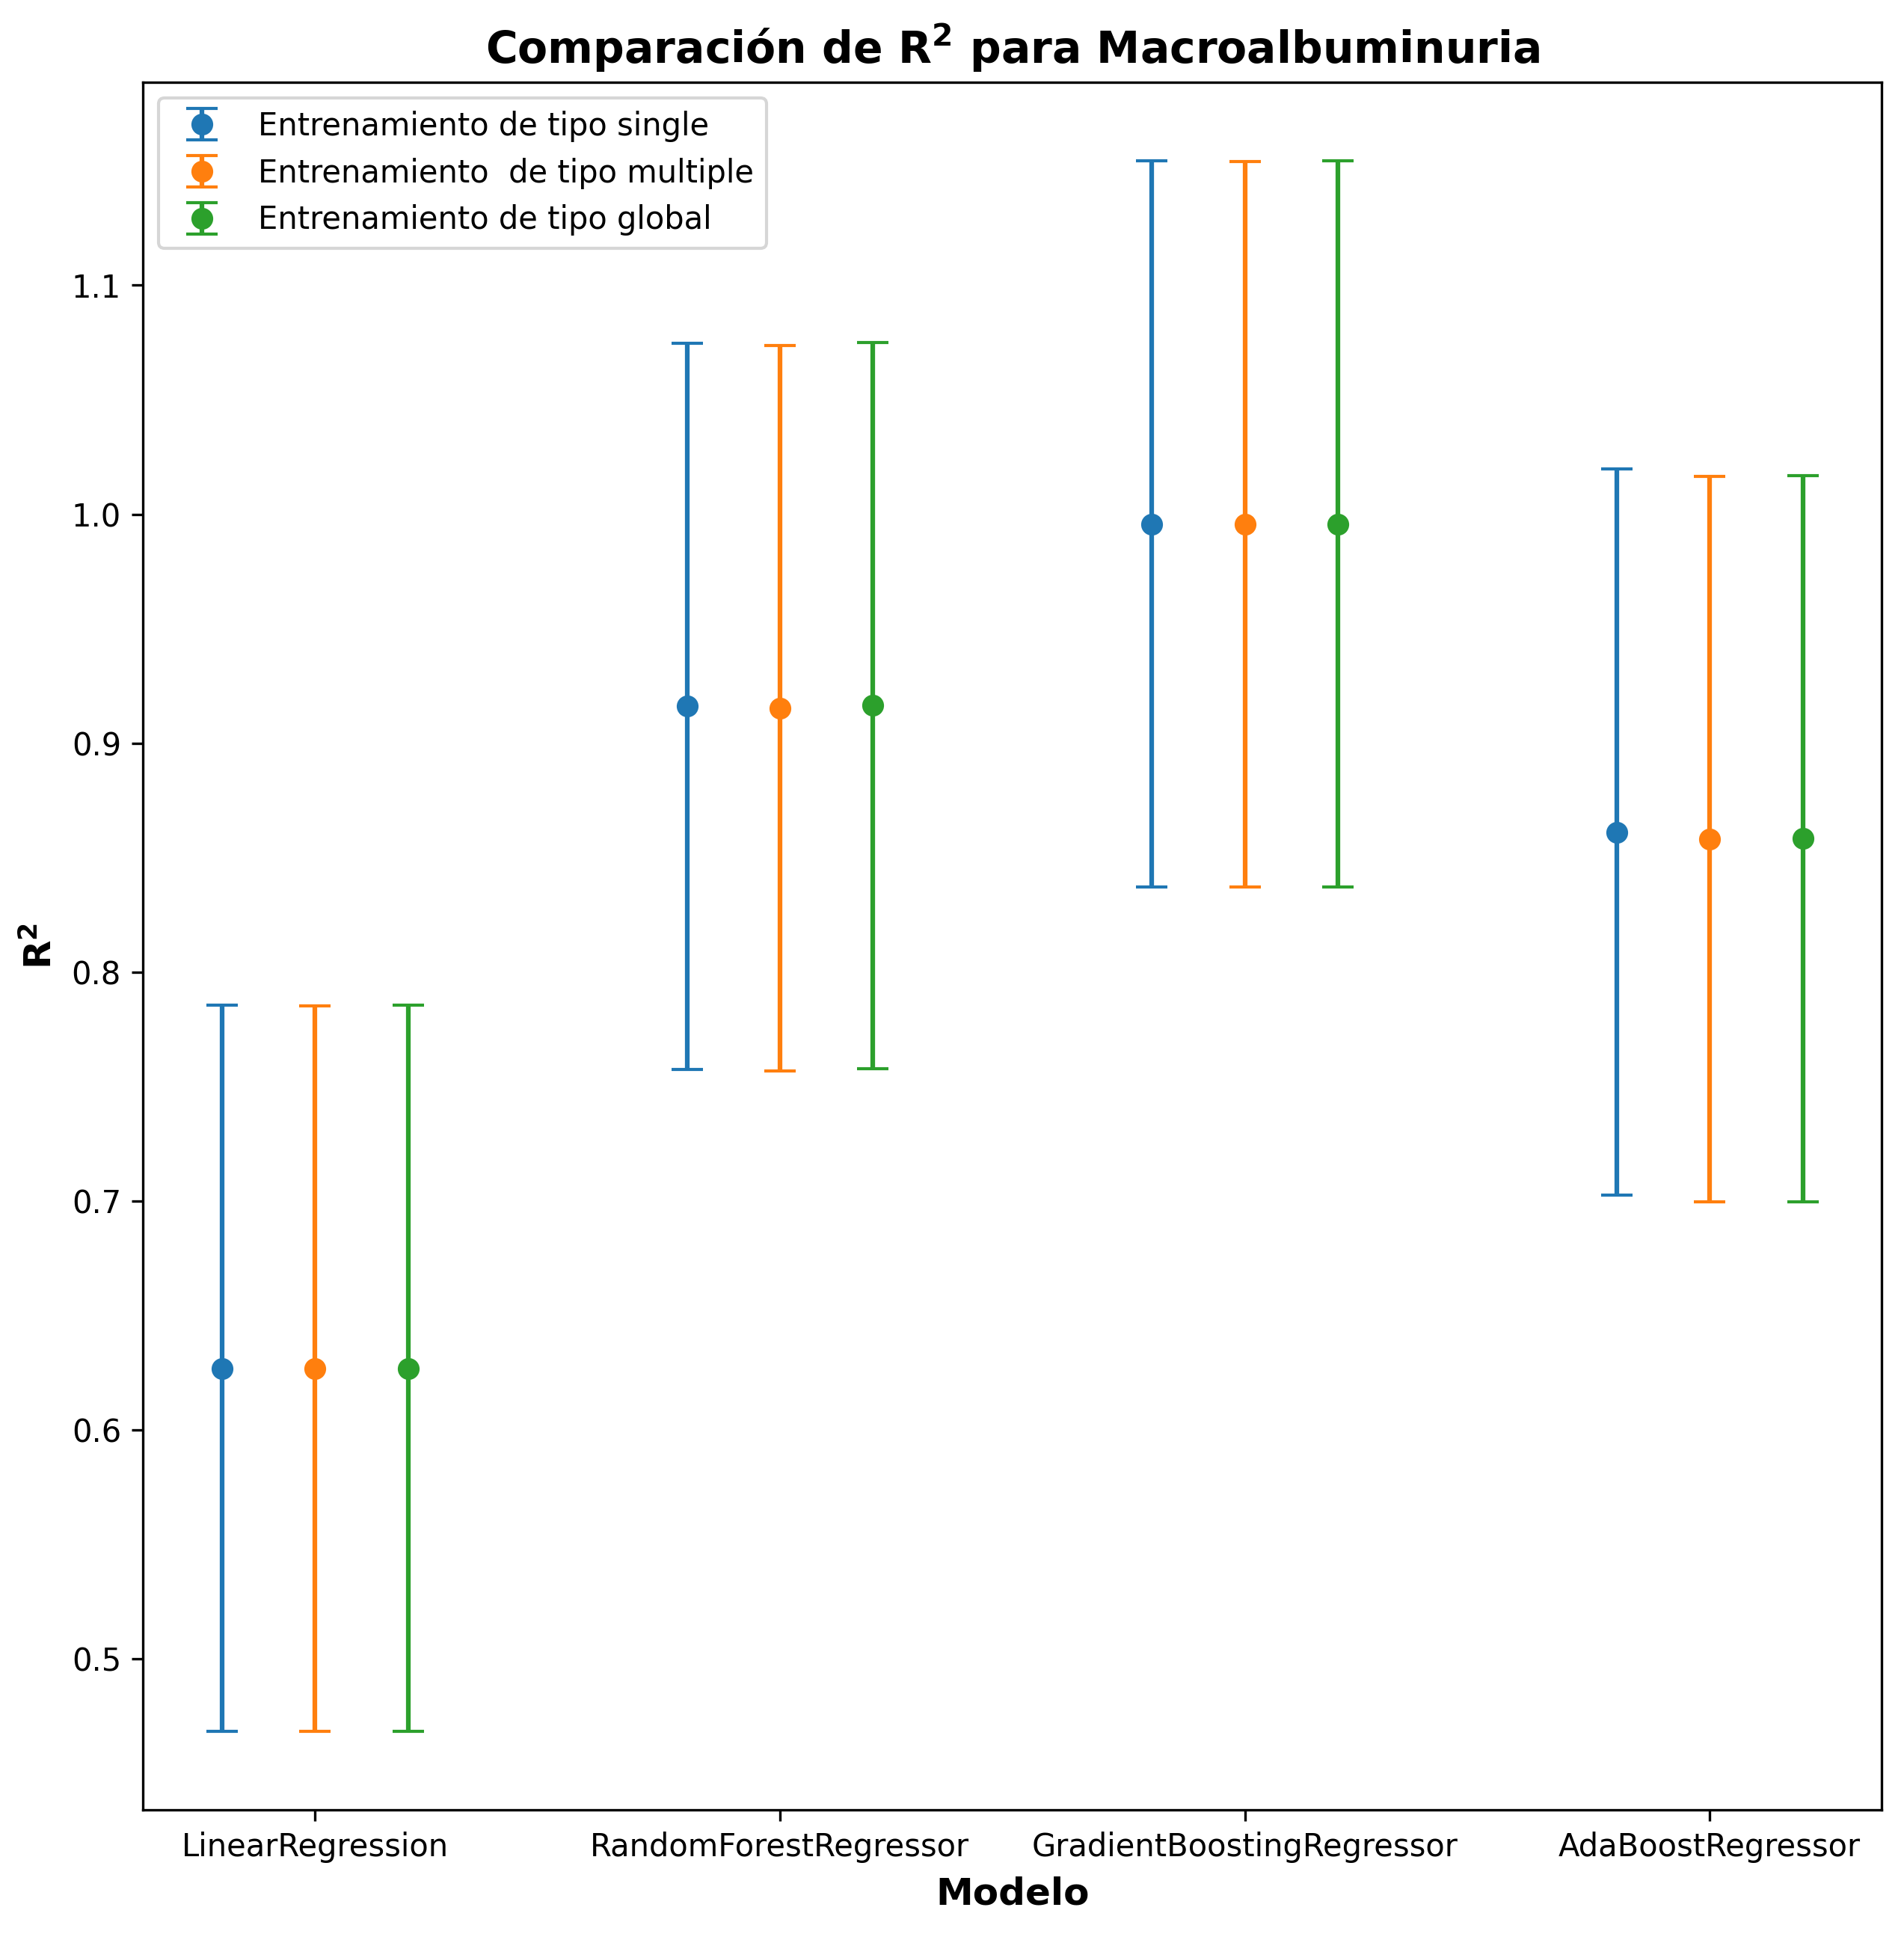 Comparación de R² para Macroalbuminuria
Entrenamiento de tipo single
Entrenamiento  de tipo multiple
Entrenamiento de tipo global
R²
1.1
1.0
0.9
0.8
0.7
0.6
0.5
LinearRegression RandomForestRegressor GradientBoostingRegressor AdaBoostRegressor
Modelo